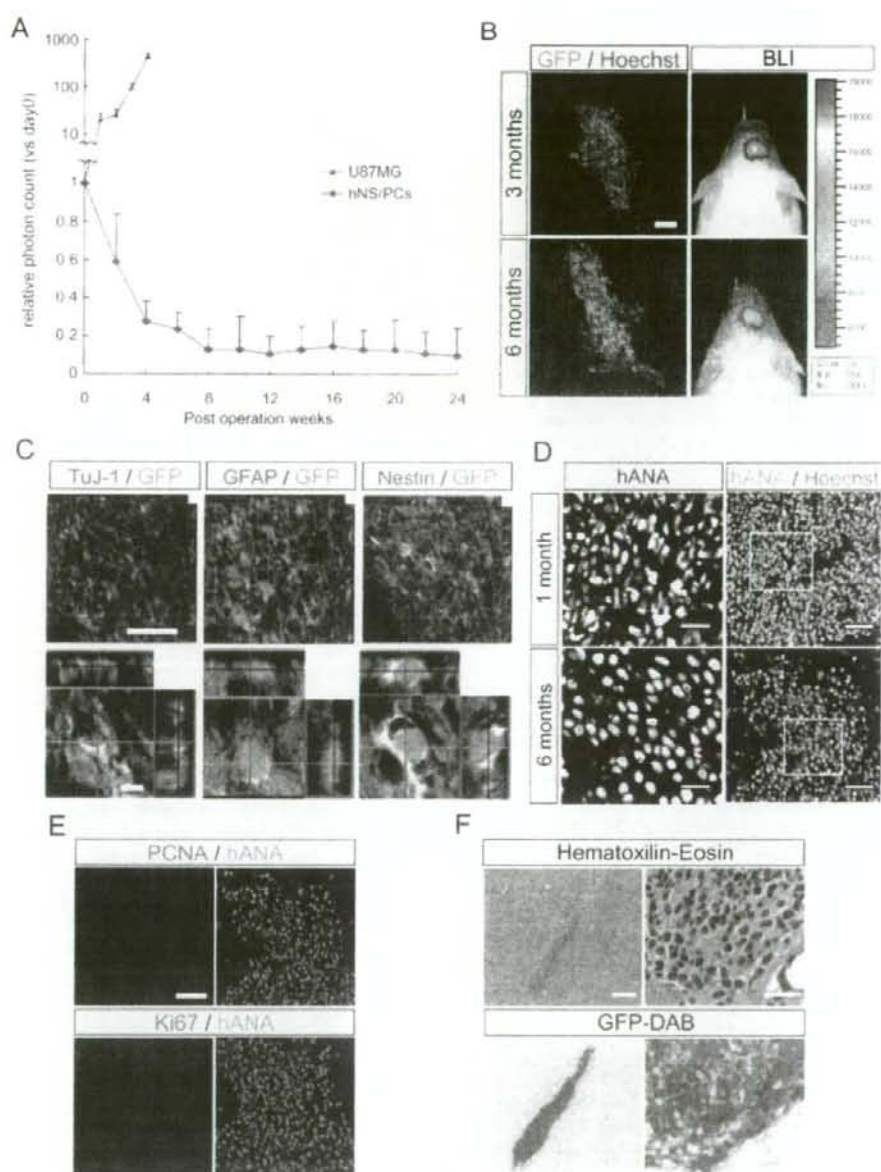 A
1000
100
10
1
0.8
0.6
0.4
0.2
0
relative photon count (vs day0)
U87MG
hNS/PCs
0
4
8
12
16
20
24
Post operation weeks
B
GFP / Hoechst
BLI
3 months
6 months
C
TuJ-1 / GFP
GFAP / GFP
Nestin / GFP
D
hANA
hANA / Hoechst
1 month
6 months
E
PCNA / hANA
Ki67 / hANA
F
Hematoxilin-Eosin
GFP-DAB